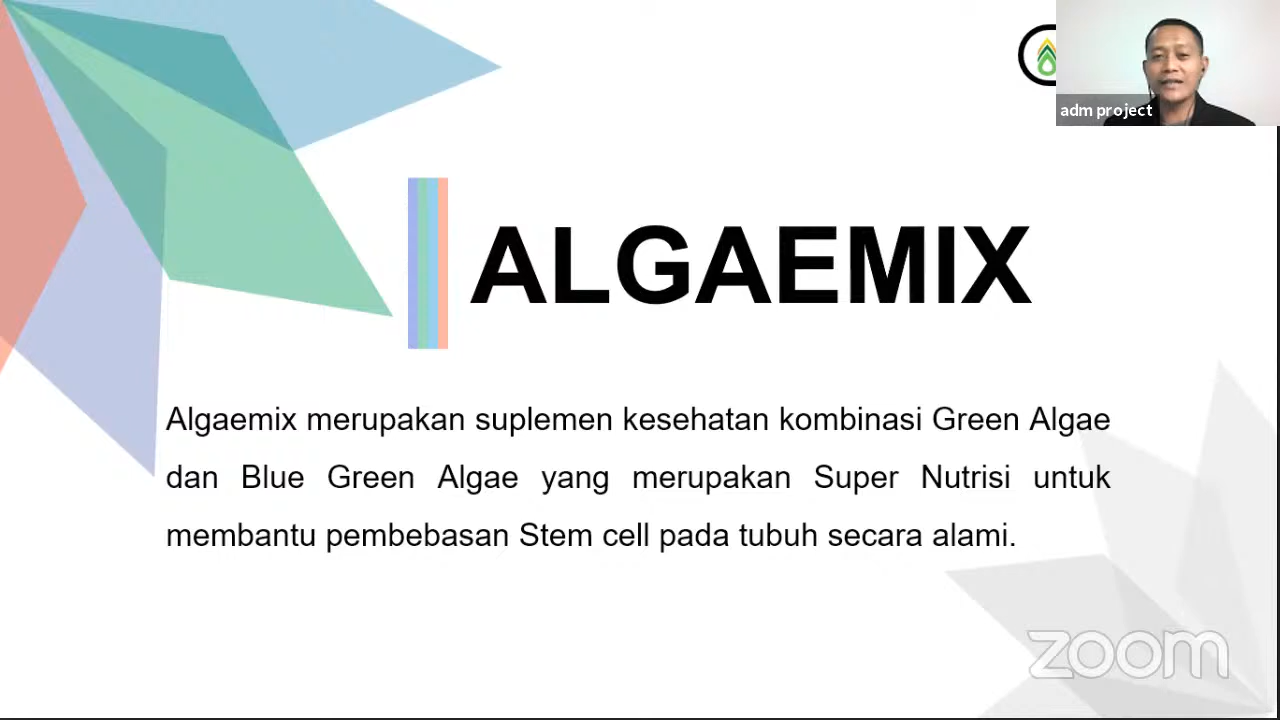 adm project
ALGAEMIX
Algaemix merupakan suplemen kesehatan kombinasi Green Algae
dan Blue Green Algae yang merupakan Super Nutrisi untuk
membantu pembebasan Stem cell pada tubuh secara alami.
zoom